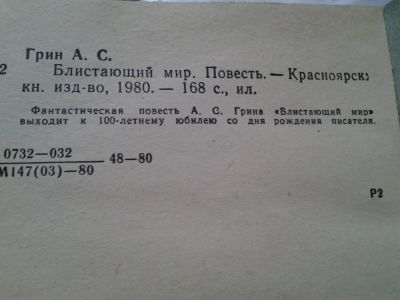 Грин А. С.
2
Блистающий мир. Повесть. — Красноярск:
кн. изд-во, 1980. — 168 с., ил.
Фантастическая повесть А. С. Грина «Блистающий мир»
выходит к 100-летнему юбилею со дня рождения писателя.
0732—032
М147(03)—80
48—80
Р2